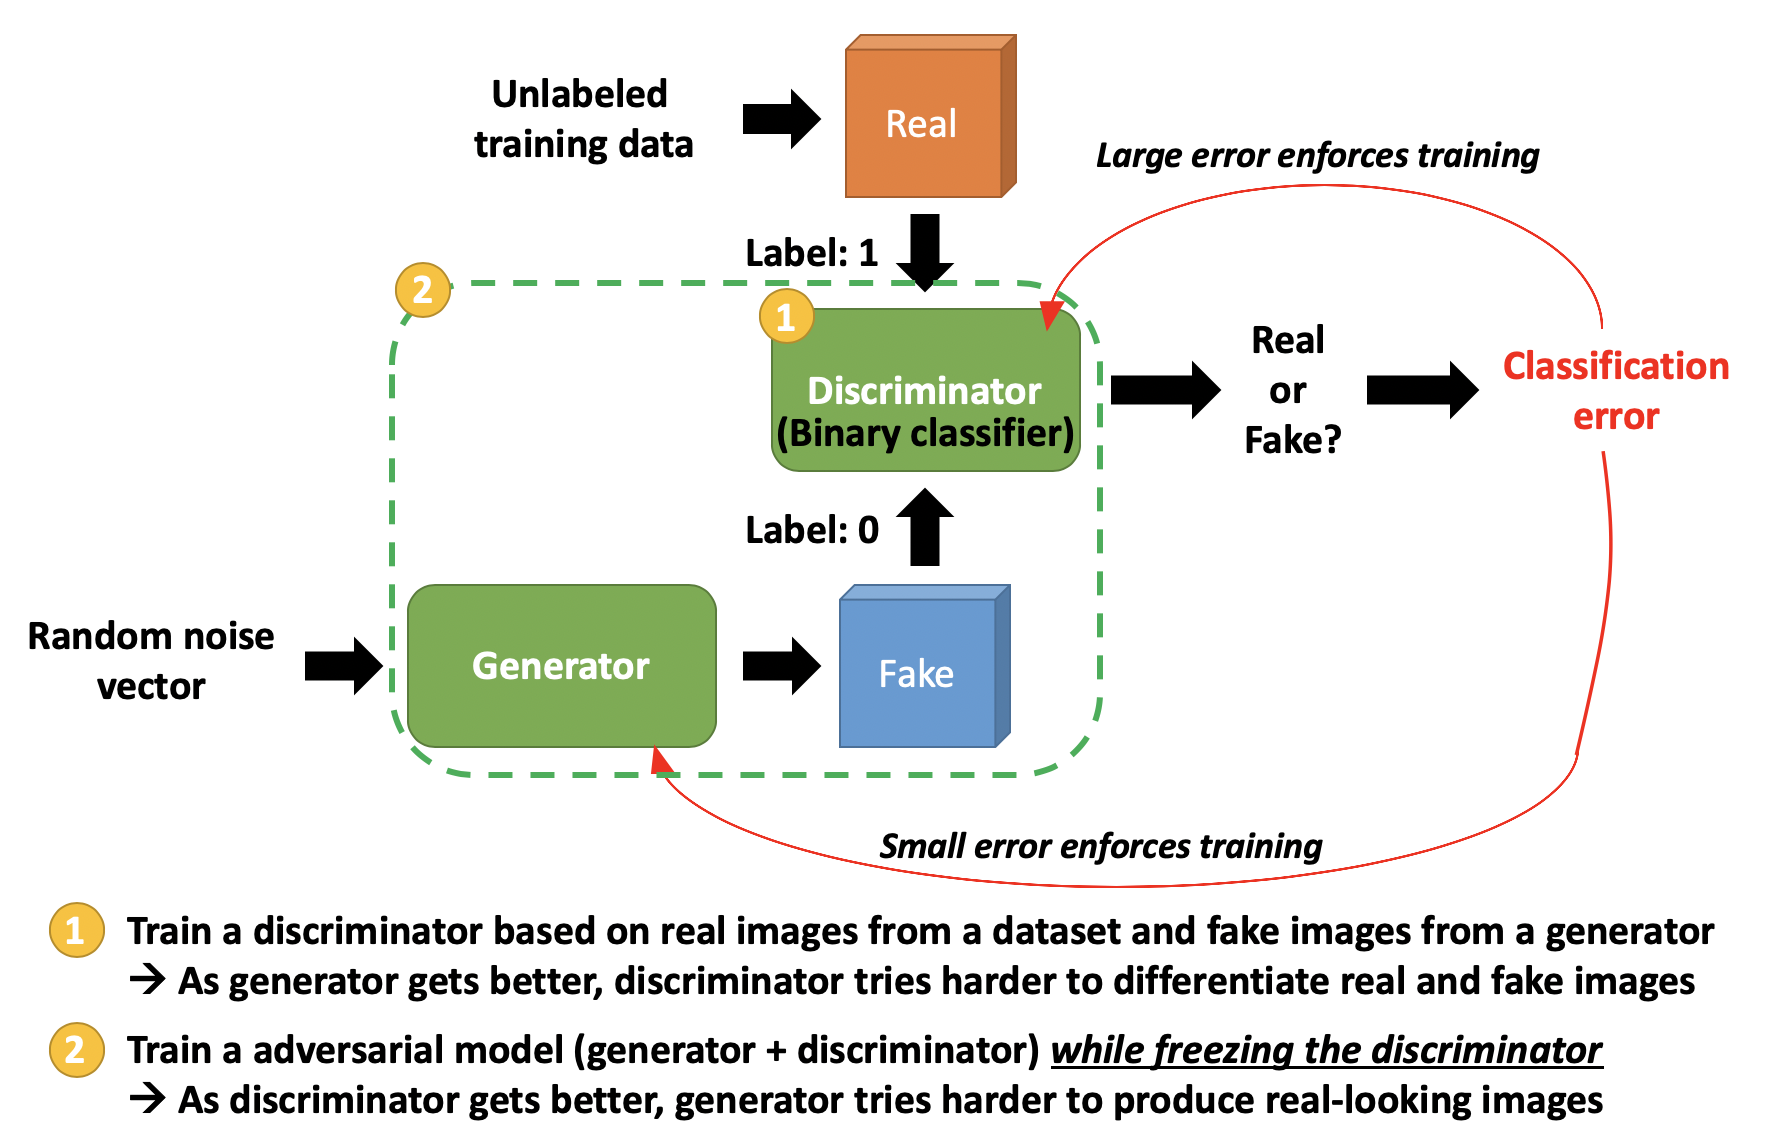 Unlabeled
training data
Real
Large error enforces training
Label: 1
2
1
Discriminator
(Binary classifier)
Real
or
Fake?
Classification
error
Label: 0
Random noise
vector
Generator
Fake
Small error enforces training
1 Train a discriminator based on real images from a dataset and fake images from a generator
→ As generator gets better, discriminator tries harder to differentiate real and fake images
2 Train a adversarial model (generator + discriminator) while freezing the discriminator
→ As discriminator gets better, generator tries harder to produce real-looking images